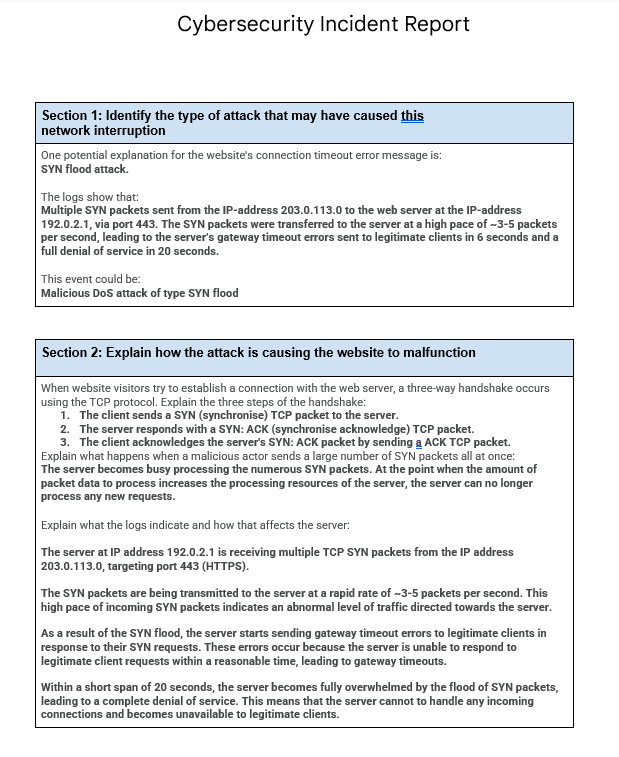 Cybersecurity Incident Report
Section 1: Identify the type of attack that may have caused this
network interruption
One potential explanation for the website's connection timeout error message is:
SYN flood attack.
The logs show that:
Multiple SYN packets sent from the IP-address 203.0.113.0 to the web server at the IP-address
192.0.2.1, via port 443. The SYN packets were transferred to the server at a high pace of ~3-5 packets
per second, leading to the server's gateway timeout errors sent to legitimate clients in 6 seconds and a
full denial of service in 20 seconds.
This event could be:
Malicious DoS attack of type SYN flood
Section 2: Explain how the attack is causing the website to malfunction
When website visitors try to establish a connection with the web server, a three-way handshake occurs
using the TCP protocol. Explain the three steps of the handshake:
1. The client sends a SYN (synchronise) TCP packet to the server.
2. The server responds with a SYN: ACK (synchronise acknowledge) TCP packet.
3. The client acknowledges the server's SYN: ACK packet by sending a ACK TCP packet.
Explain what happens when a malicious actor sends a large number of SYN packets all at once:
The server becomes busy processing the numerous SYN packets. At the point when the amount of
packet data to process increases the processing resources of the server, the server can no longer
process any new requests.
Explain what the logs indicate and how that affects the server:
The server at IP address 192.0.2.1 is receiving multiple TCP SYN packets from the IP address
203.0.113.0, targeting port 443 (HTTPS).
The SYN packets are being transmitted to the server at a rapid rate of ~3-5 packets per second. This
high pace of incoming SYN packets indicates an abnormal level of traffic directed towards the server.
As a result of the SYN flood, the server starts sending gateway timeout errors to legitimate clients in
response to their SYN requests. These errors occur because the server is unable to respond to
legitimate client requests within a reasonable time, leading to gateway timeouts.
Within a short span of 20 seconds, the server becomes fully overwhelmed by the flood of SYN packets,
leading to a complete denial of service. This means that the server cannot to handle any incoming
connections and becomes unavailable to legitimate clients.